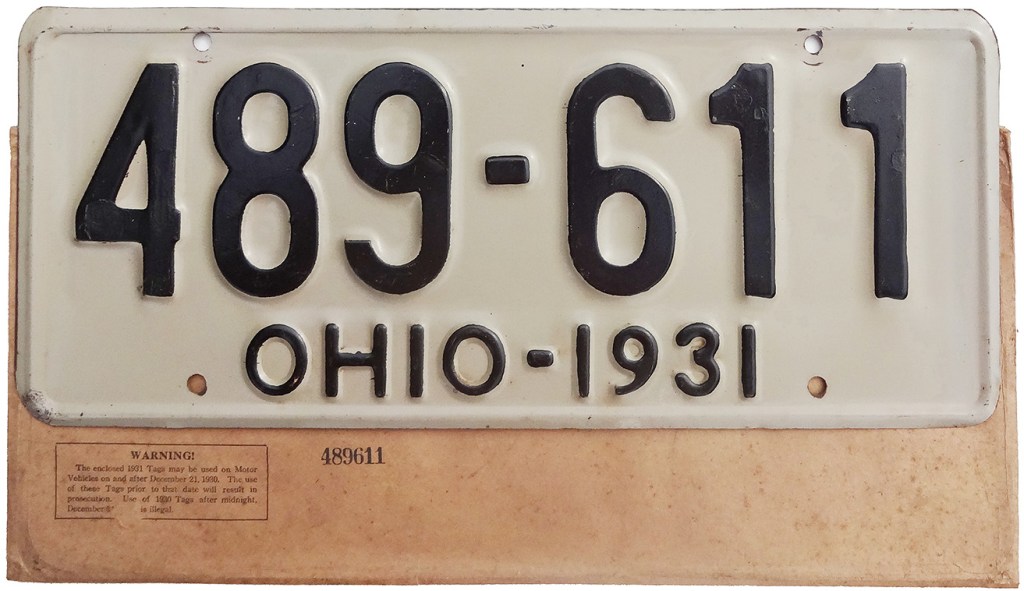 489-611
OHIO-1931
WARNING!
The enclosed 1931 Tags may be used on Motor
Vehicles on and after December 21, 1930. The use
of these Tags prior to that date will result in
prosecution. Use of 1930 Tags after midnight,
December is illegal.
489611